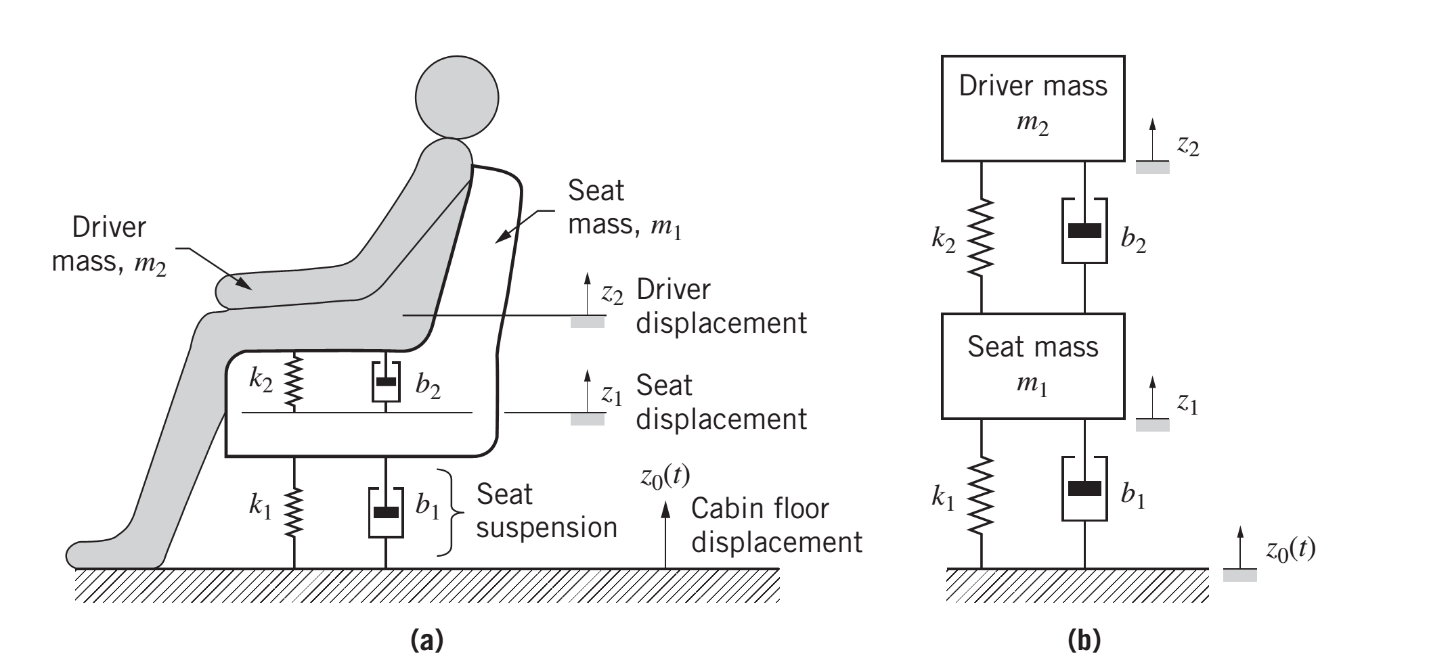 Driver
mass, m₂
Seat
mass, m₁
z₂ Driver
displacement
k₂
b₂
z₁ Seat
displacement
k₁
b₁
Seat
suspension
z₀(t)
Cabin floor
displacement
(a)
Driver mass
m₂
z₂
k₂
b₂
Seat mass
m₁
z₁
k₁
b₁
z₀(t)
(b)